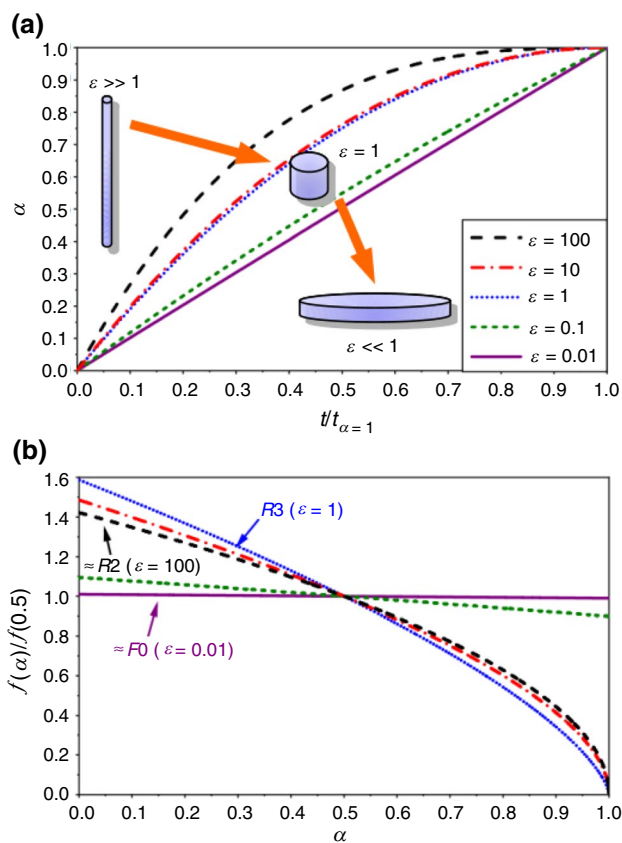 (a)
1.0
0.9
0.8
0.7
0.6
0.5
0.4
0.3
0.2
0.1
0.0
α
ε >> 1
ε = 1
ε << 1
ε = 100
ε = 10
ε = 1
ε = 0.1
ε = 0.01
0.0 0.1 0.2 0.3 0.4 0.5 0.6 0.7 0.8 0.9 1.0
t/tα = 1
(b)
1.6
1.4
1.2
1.0
0.8
0.6
0.4
0.2
0.0
f(α)/f(0.5)
R3 (ε = 1)
≈R2 (ε = 100)
≈F0 (ε = 0.01)
0.0 0.1 0.2 0.3 0.4 0.5 0.6 0.7 0.8 0.9 1.0
α